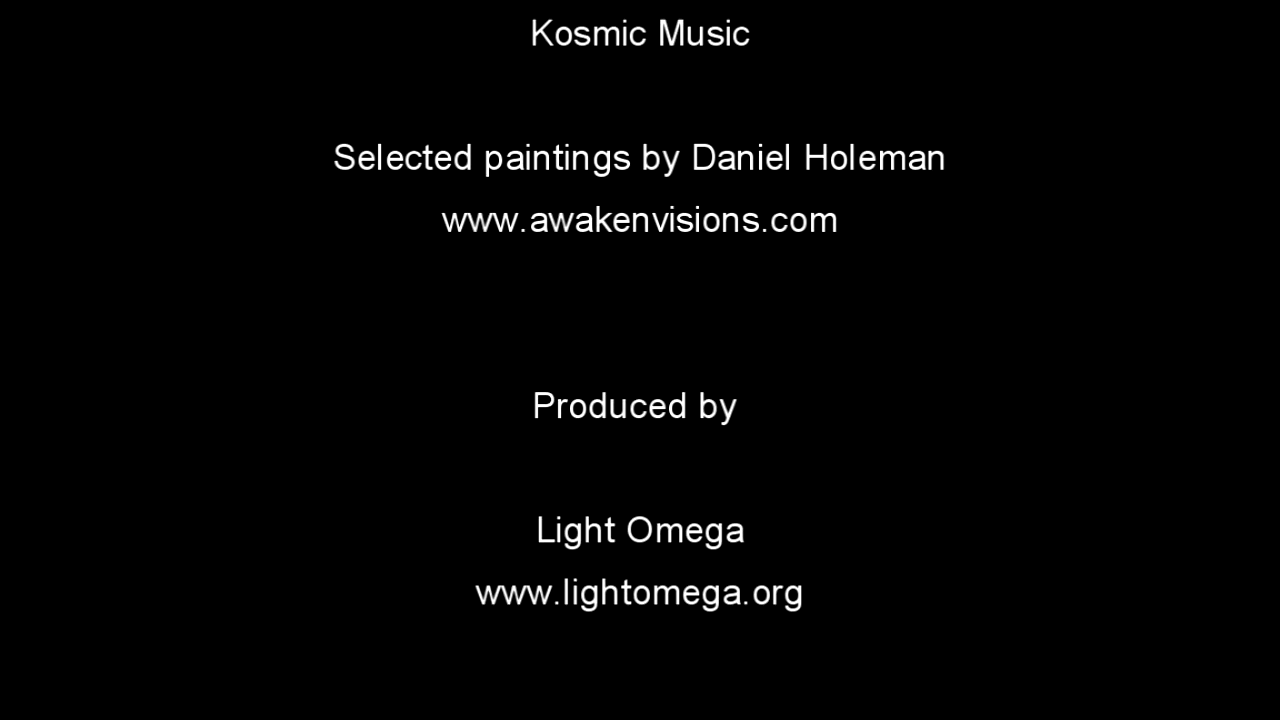 Kosmic Music
Selected paintings by Daniel Holeman
www.awakenvisions.com
Produced by
Light Omega
www.lightomega.org